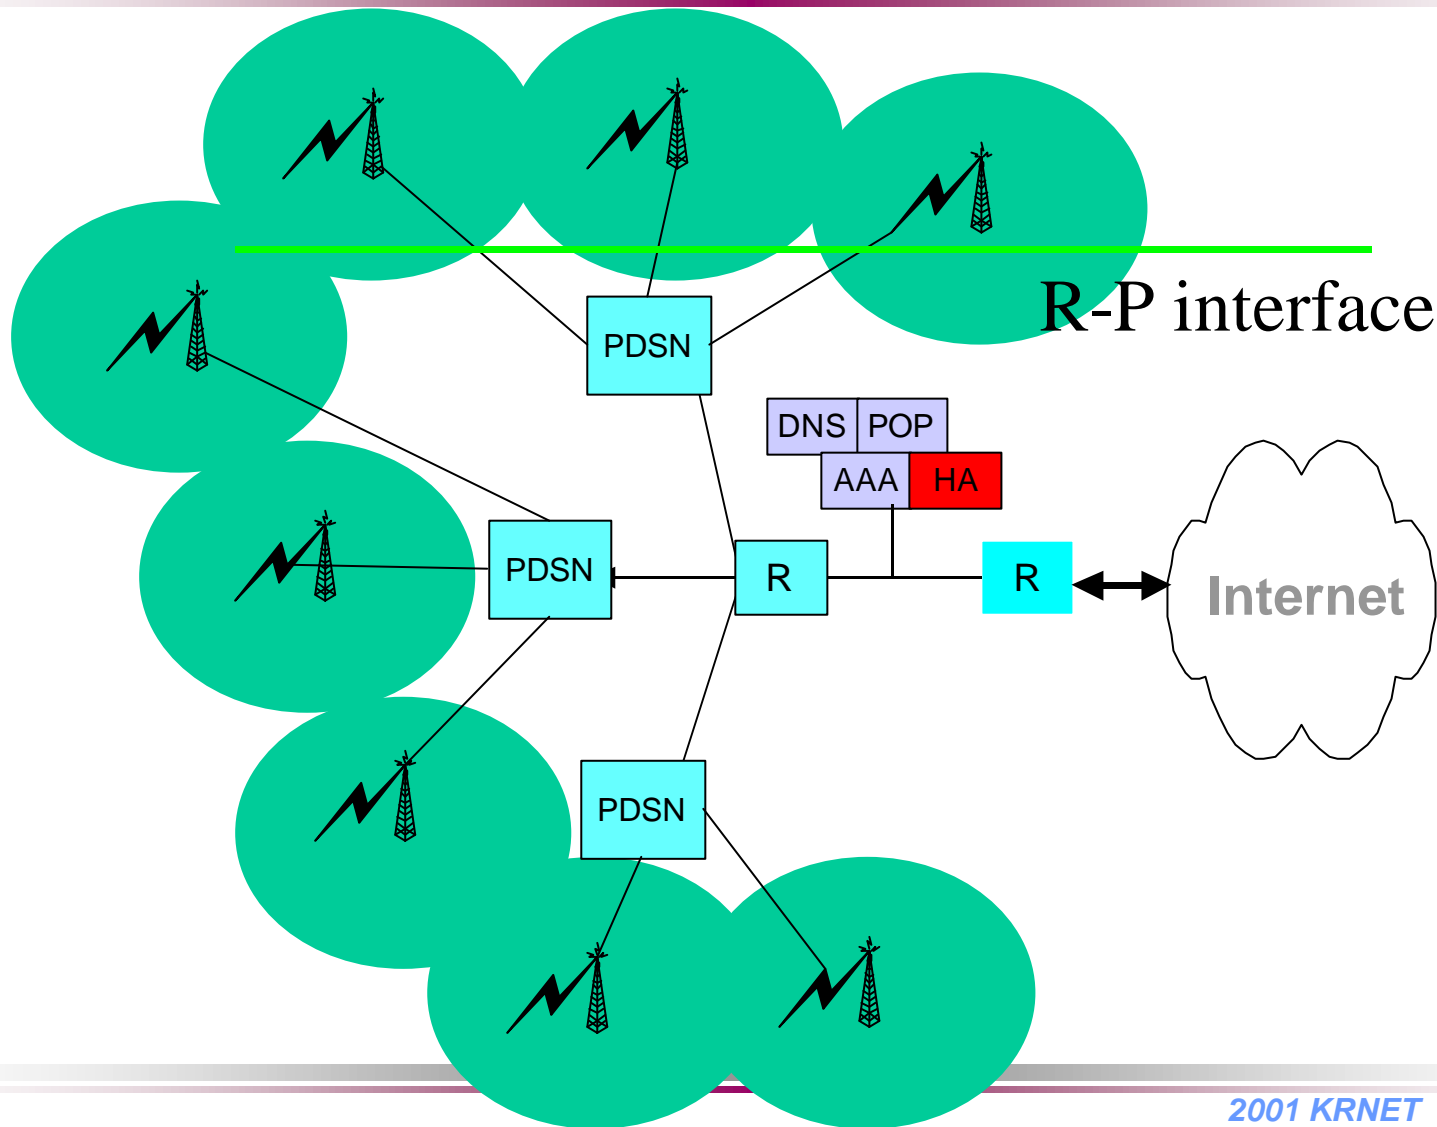 R-P interface
PDSN
DNS POP
AAA HA
PDSN
R
R
Internet
PDSN
2001 KRNET